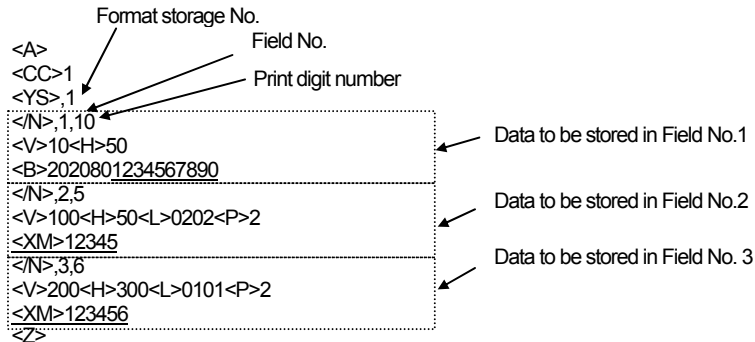 Format storage No.
<A>
Field No.
<CC>1
Print digit number
<YS>,1
</N>,1,10
<V>10<H>50
Data to be stored in Field No.1
<B>2020801234567890
</N>,2,5
<V>100<H>50<L>0202<P>2
Data to be stored in Field No.2
<XM>12345
</N>,3,6
Data to be stored in Field No. 3
<V>200<H>300<L>0101<P>2
<XM>123456
<Z>